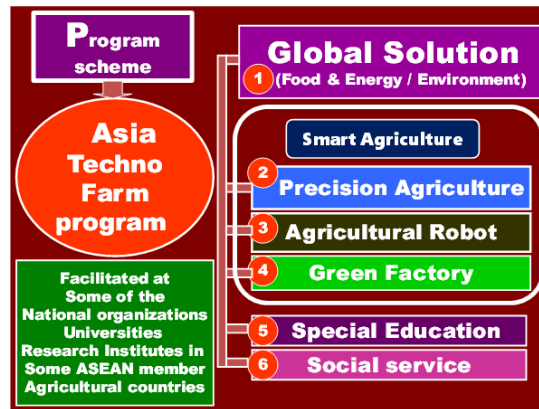 Program
scheme
Asia
Techno
Farm
program
Facilitated at
Some of the
National organizations
Universities
Research Institutes in
Some ASEAN member
Agricultural countries
Global Solution
1 (Food & Energy / Environment)
Smart Agriculture
2 Precision Agriculture
3 Agricultural Robot
4 Green Factory
5 Special Education
6 Social service